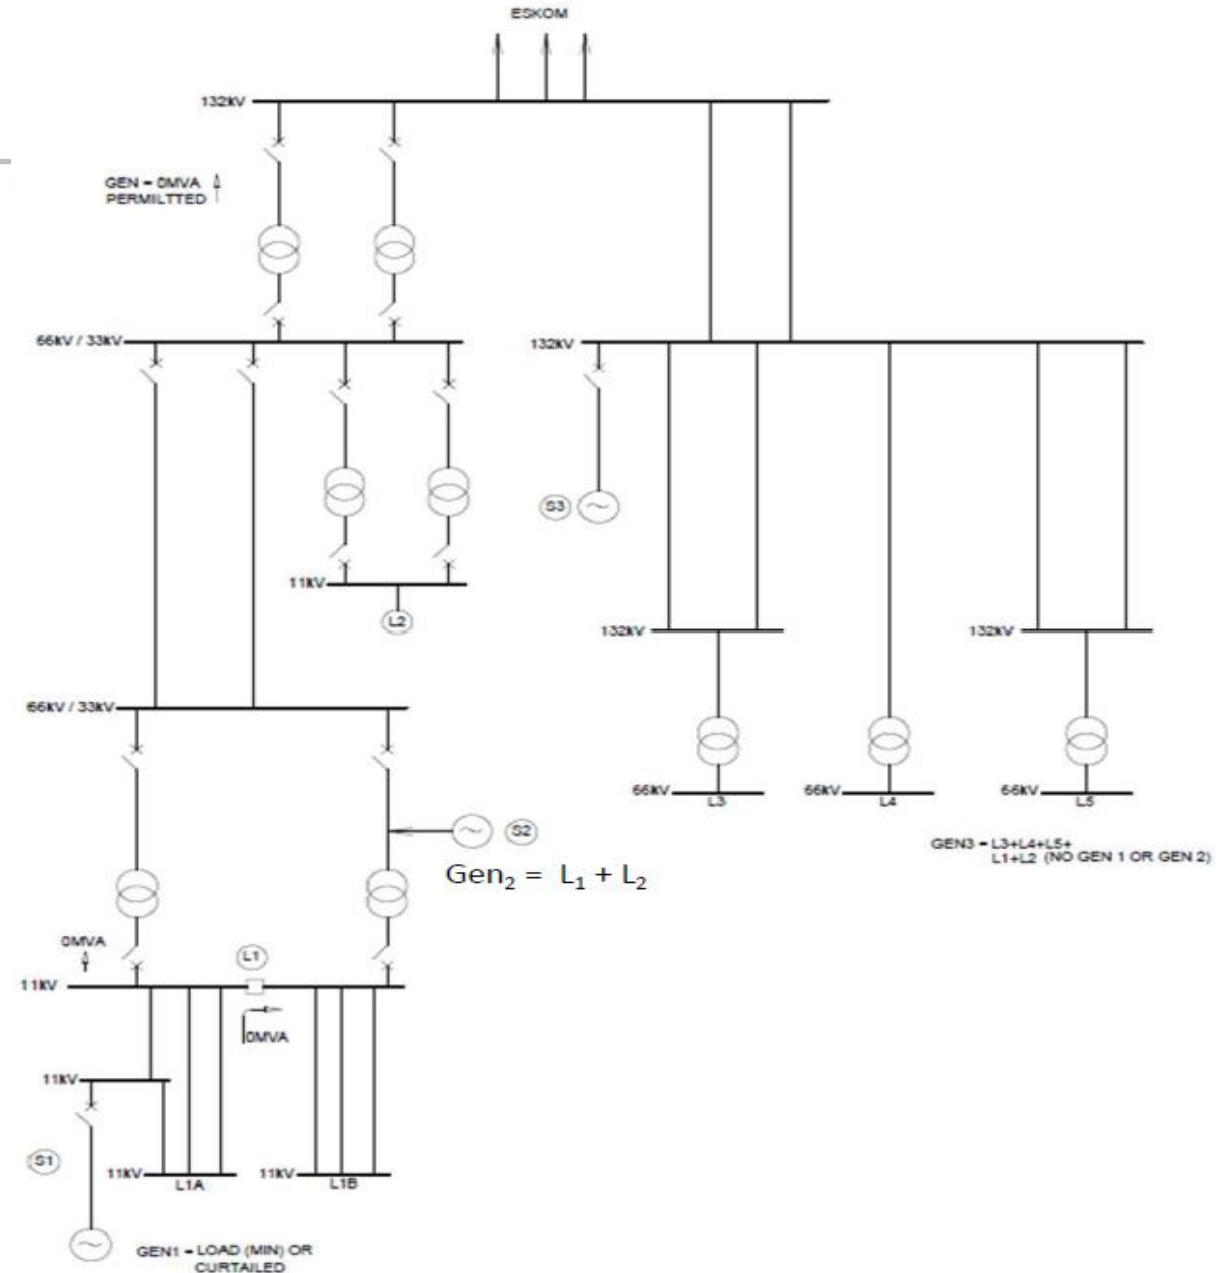 ESKOM
132kV
GEN = 0MVA
PERMILTTED
66kV / 33kV
132kV
S3
11kV
L2
132kV
132kV
66kV / 33kV
66kV
L3
66kV
L4
66kV
L5
S2
GEN3 = L3+L4+L5+
L1+L2 (NO GEN 1 OR GEN 2)
Gen₂ = L₁ + L₂
0MVA
L1
11kV
0MVA
11kV
S1
11kV
L1A
11kV
L1B
GEN1 = LOAD (MIN) OR
CURTAILED